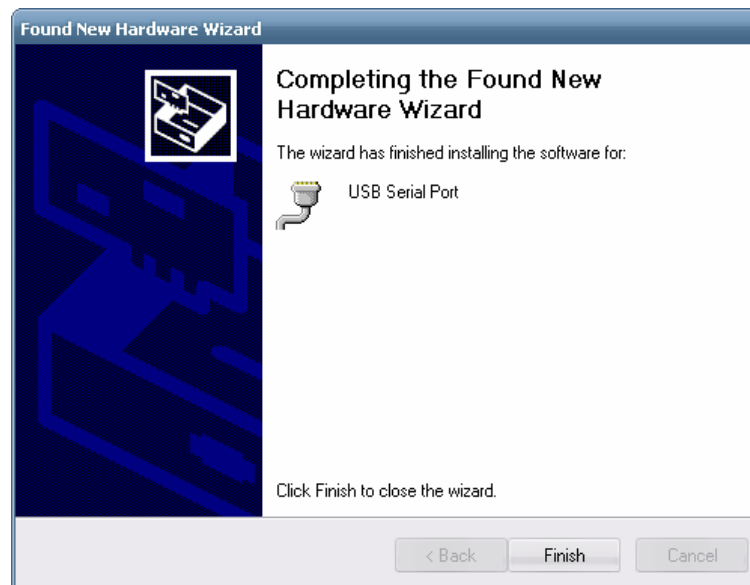 Found New Hardware Wizard
Completing the Found New
Hardware Wizard
The wizard has finished installing the software for:
USB Serial Port
Click Finish to close the wizard.
< Back
Finish
Cancel